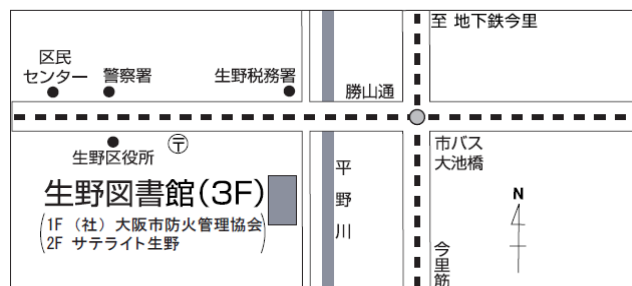 至 地下鉄今里
区民
センター
警察署
生野税務署
勝山通
生野区役所
〒
市バス
大池橋
生野図書館(3F)
1F (社) 大阪市防火管理協会
2F サテライト生野
平野川
N
今里筋